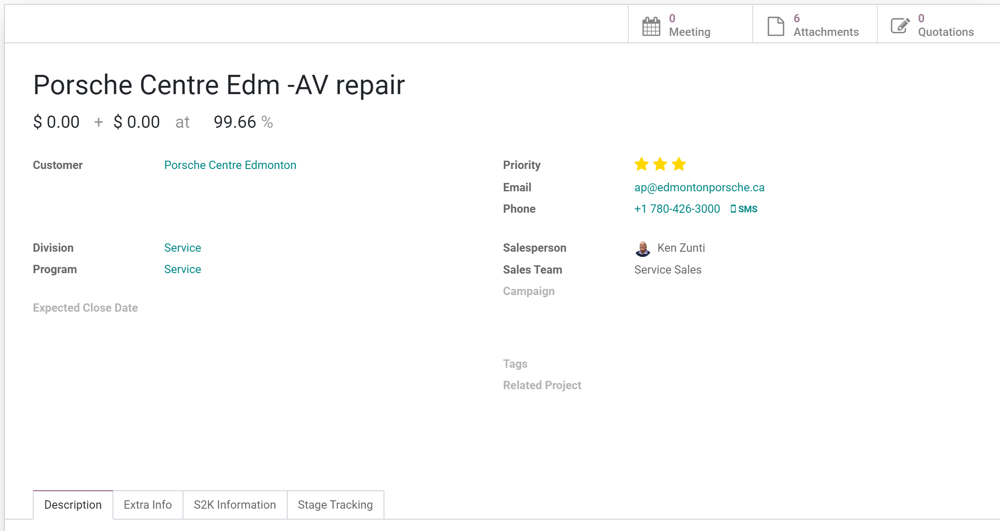 0
Meeting
6
Attachments
0
Quotations
Porsche Centre Edm -AV repair
$ 0.00 + $ 0.00 at 99.66 %
Customer Porsche Centre Edmonton
Priority
Email ap@edmontonporsche.ca
Phone +1 780-426-3000 SMS
Division Service
Program Service
Salesperson Ken Zunti
Sales Team Service Sales
Campaign
Expected Close Date
Tags
Related Project
Description Extra Info S2K Information Stage Tracking